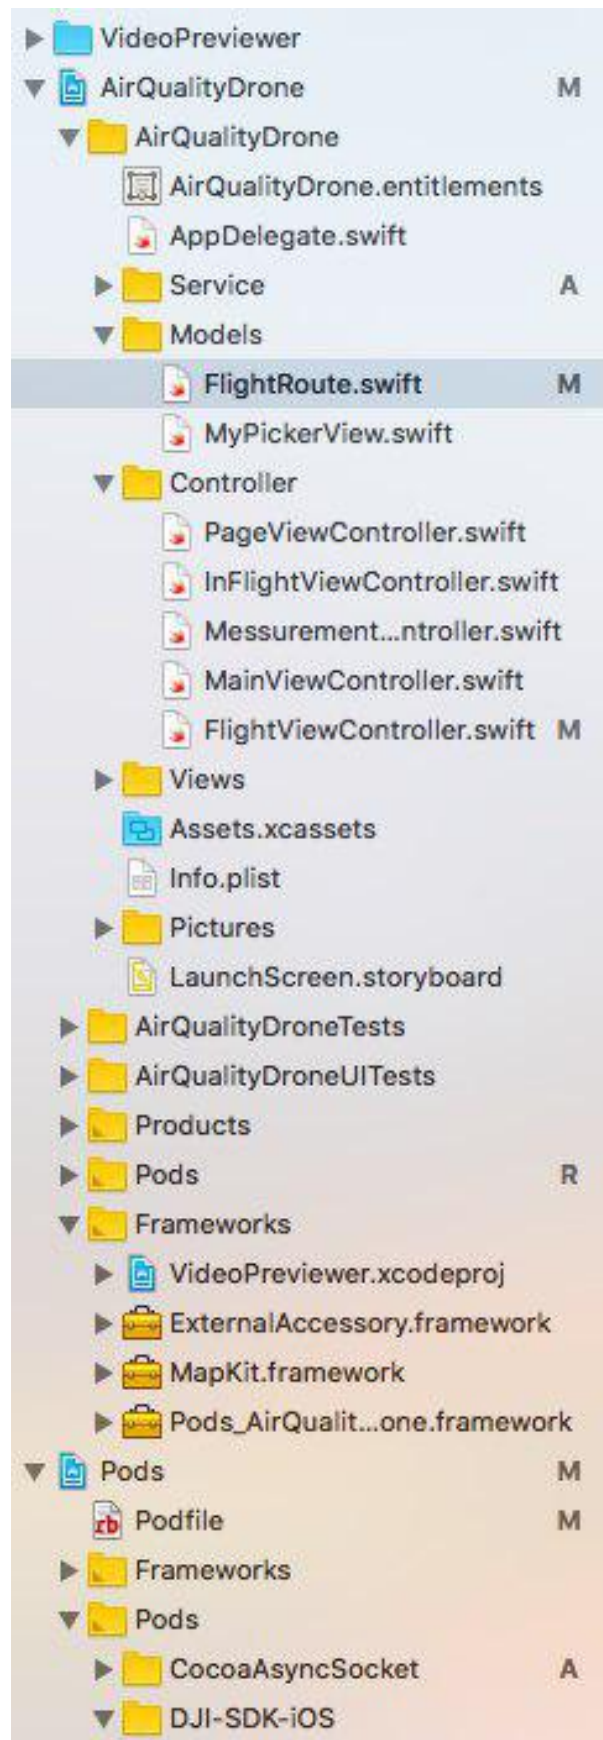 VideoPreviewer
AirQualityDrone M
AirQualityDrone
AirQualityDrone.entitlements
AppDelegate.swift
Service A
Models
FlightRoute.swift M
MyPickerView.swift
Controller
PageViewController.swift
InFlightViewController.swift
Messurement...ntroller.swift
MainViewController.swift
FlightViewController.swift M
Views
Assets.xcassets
Info.plist
Pictures
LaunchScreen.storyboard
AirQualityDroneTests
AirQualityDroneUITests
Products
Pods R
Frameworks
VideoPreviewer.xcodeproj
ExternalAccessory.framework
MapKit.framework
Pods_AirQualit...one.framework
Pods M
rb Podfile M
Frameworks
Pods
CocoaAsyncSocket A
DJI-SDK-iOS